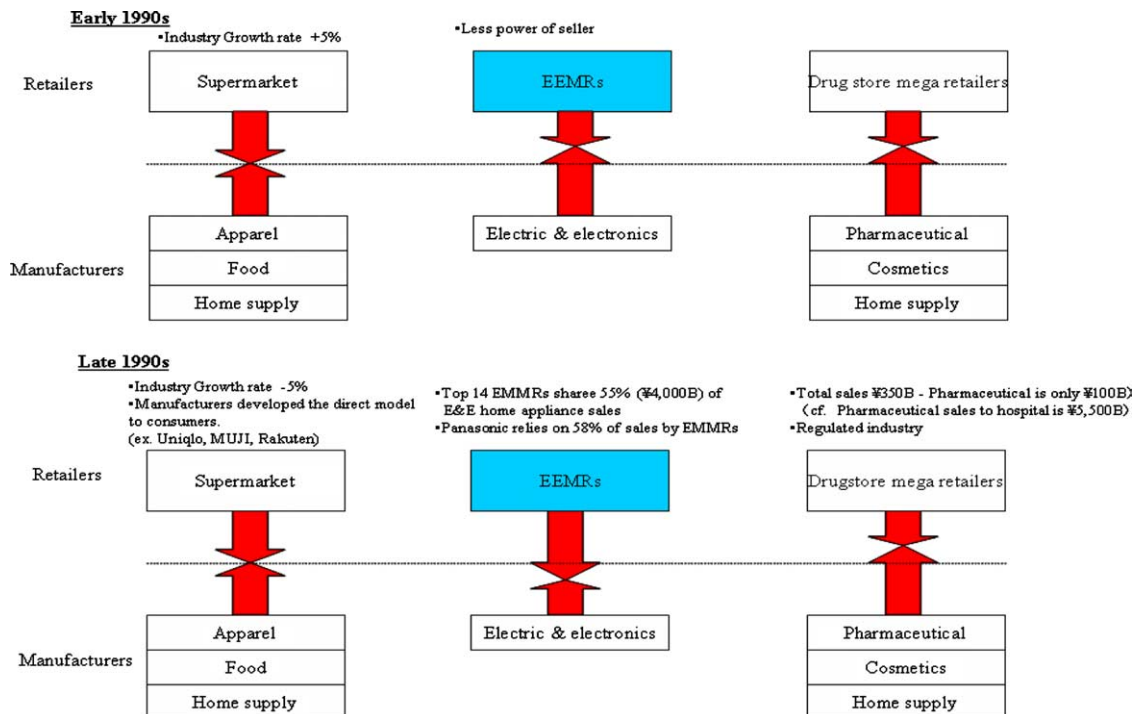 Early 1990s
▪Industry Growth rate +5%
▪Less power of seller
Retailers
Supermarket
EEMRs
Drug store mega retailers
Manufacturers
Apparel
Food
Home supply
Electric & electronics
Pharmaceutical
Cosmetics
Home supply
Late 1990s
▪Industry Growth rate -5%
▪Manufacturers developed the direct model
to consumers.
(ex. Uniqlo, MUJI, Rakuten)
▪Top 14 EMMRs share 55% (¥4,000B) of
E&E home appliance sales
▪Panasonic relies on 58% of sales by EMMRs
▪Total sales ¥350B - Pharmaceutical is only ¥100B)
(cf. Pharmaceutical sales to hospital is ¥5,500B)
▪Regulated industry
Retailers
Supermarket
EEMRs
Drugstore mega retailers
Manufacturers
Apparel
Food
Home supply
Electric & electronics
Pharmaceutical
Cosmetics
Home supply